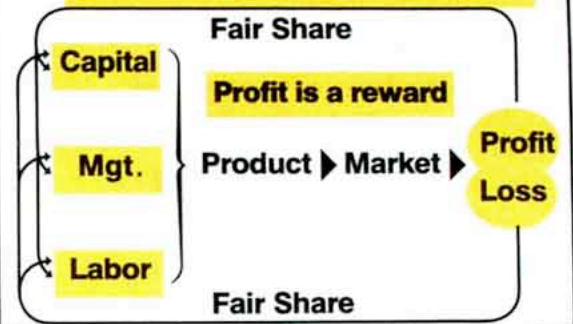 Fair Share
Capital
Profit is a reward
Mgt.
Product ▶ Market ▶
Profit
Loss
Labor
Fair Share